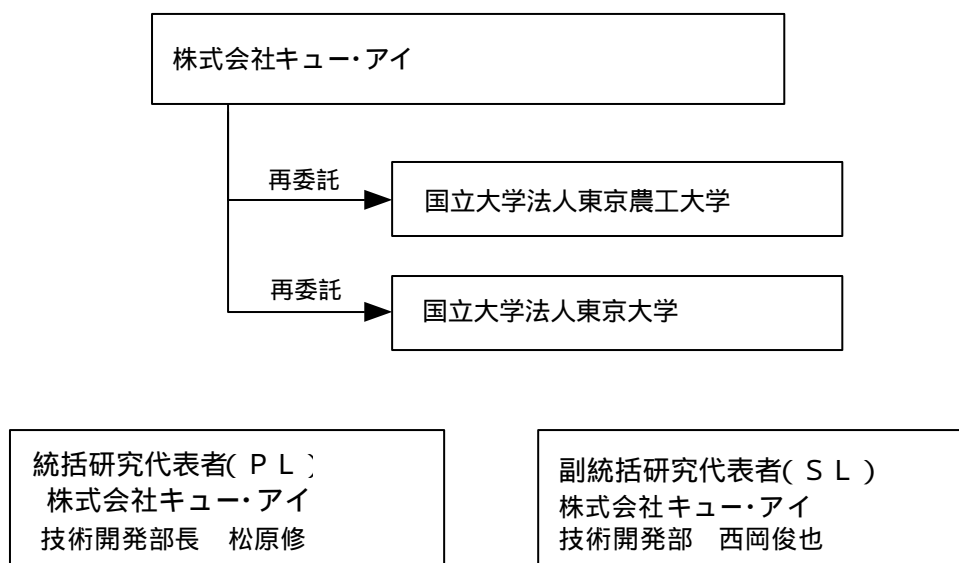 株式会社キュー・アイ
再委託
国立大学法人東京農工大学
再委託
国立大学法人東京大学
統括研究代表者(ＰＬ)
株式会社キュー・アイ
技術開発部長　松原修
副統括研究代表者(ＳＬ)
株式会社キュー・アイ
技術開発部　西岡俊也